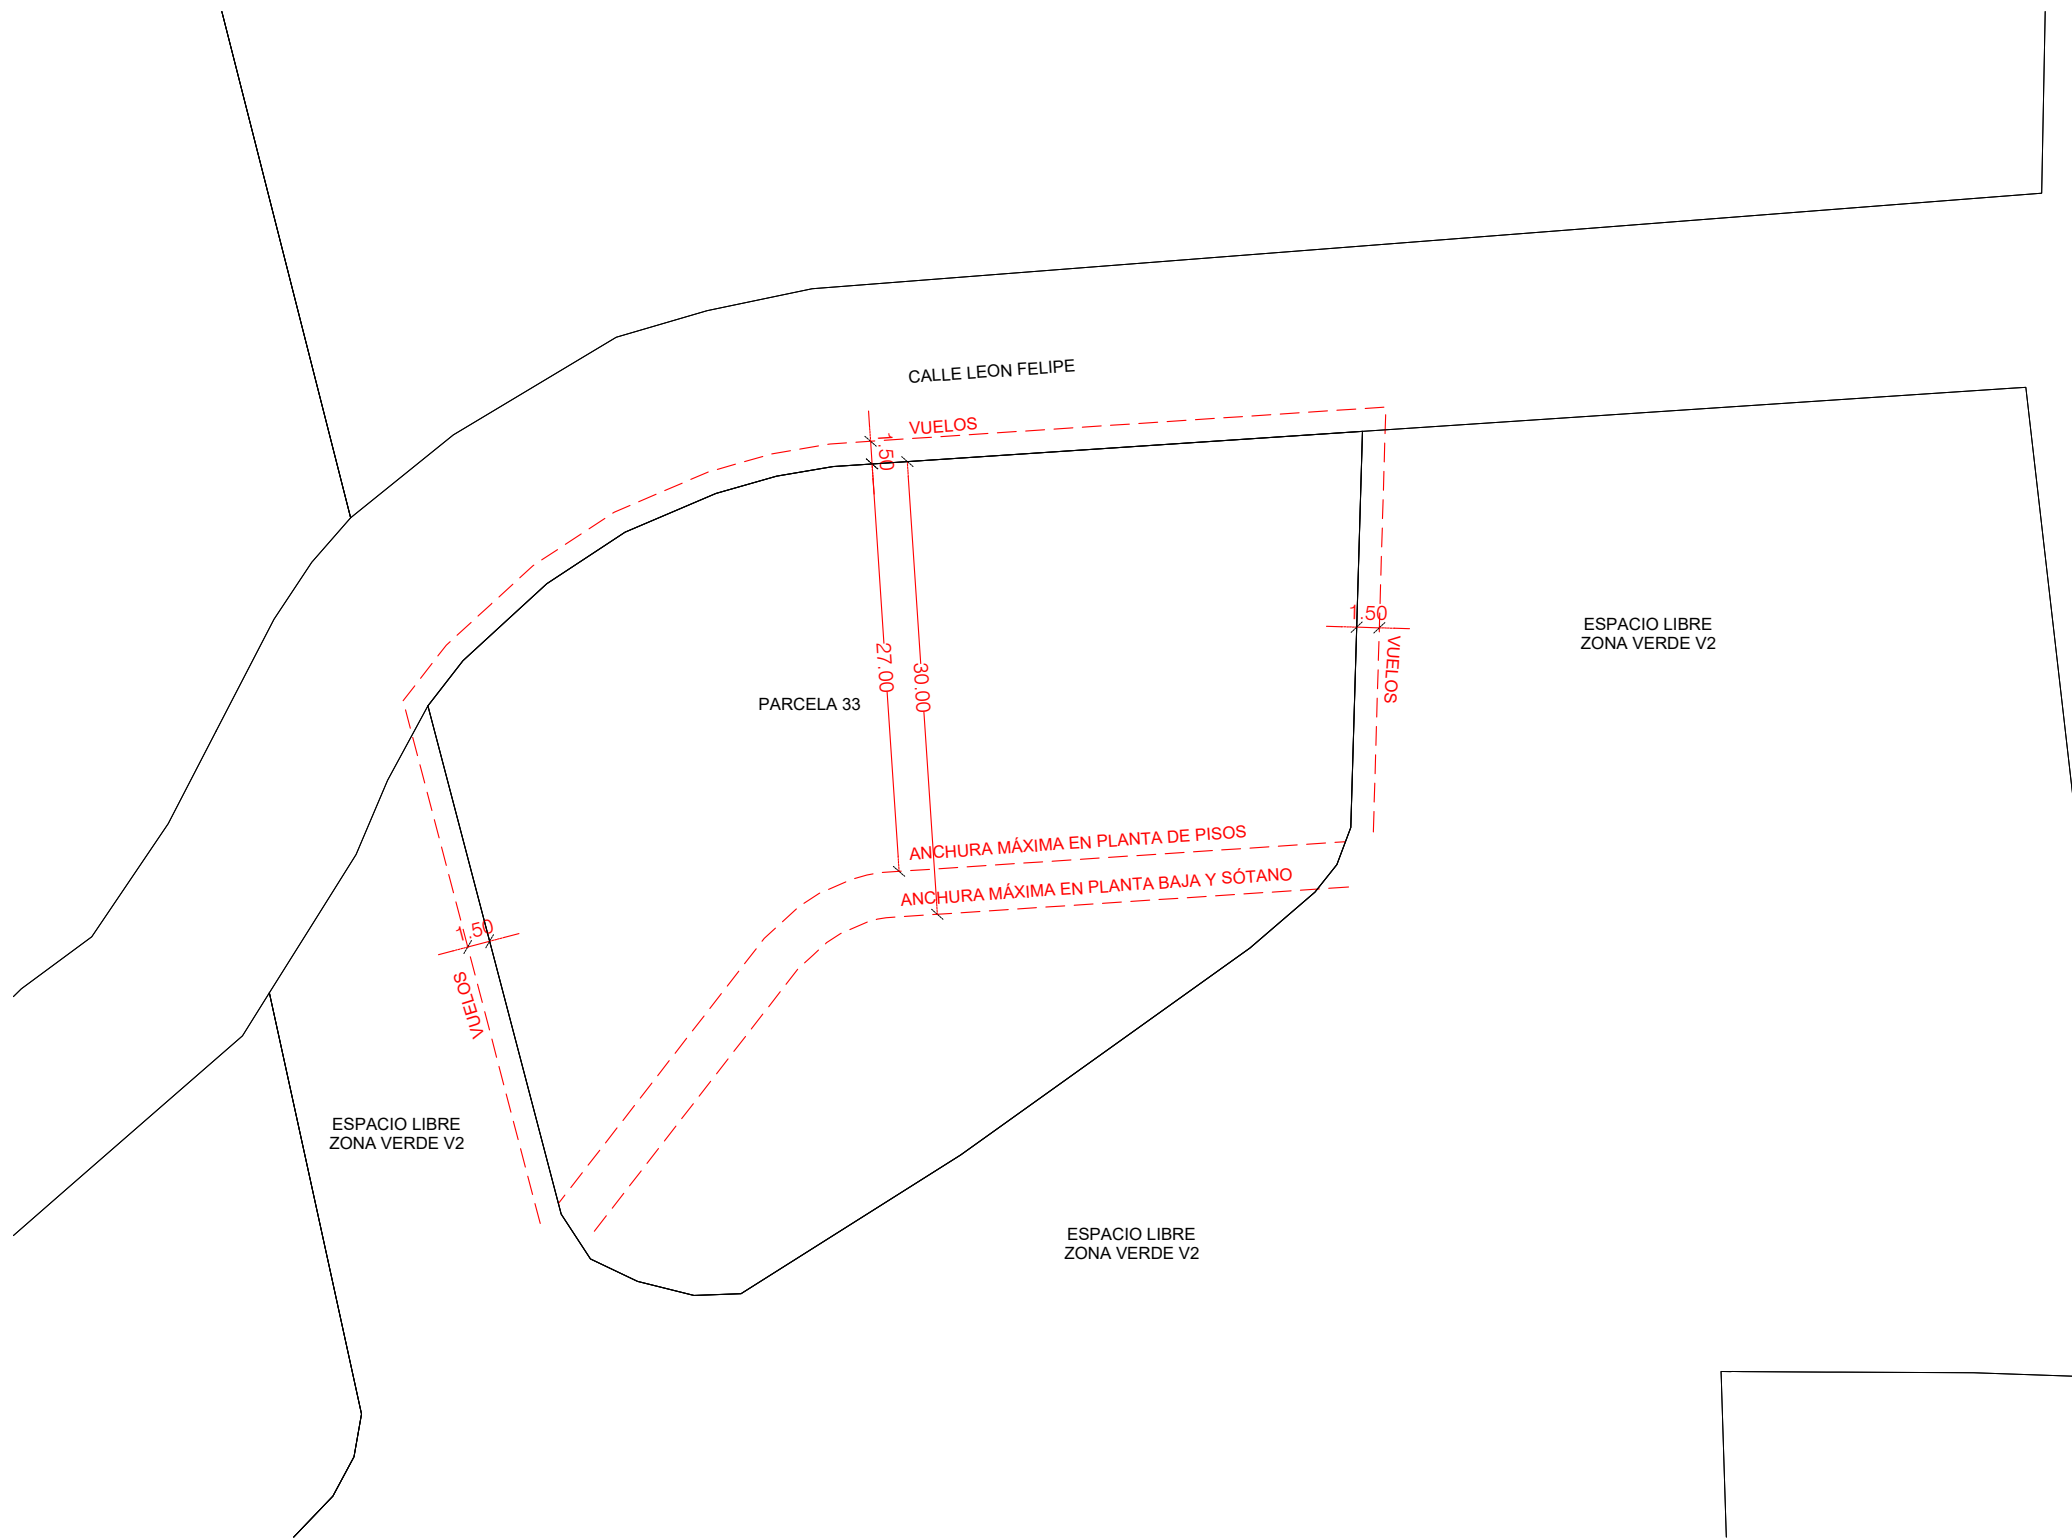 CALLE LEON FELIPE
VUELOS
1.50
1.50
VUELOS
ESPACIO LIBRE
ZONA VERDE V2
27.00
30.00
PARCELA 33
ANCHURA MÁXIMA EN PLANTA DE PISOS
ANCHURA MÁXIMA EN PLANTA BAJA Y SÓTANO
1.50
VUELOS
ESPACIO LIBRE
ZONA VERDE V2
ESPACIO LIBRE
ZONA VERDE V2